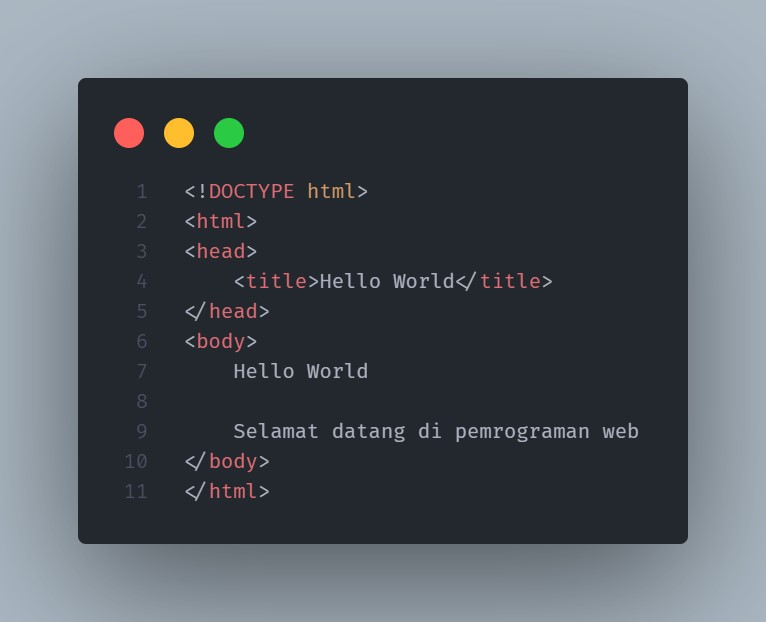 1 <!DOCTYPE html>
2 <html>
3 <head>
4     <title>Hello World</title>
5 </head>
6 <body>
7     Hello World
8
9     Selamat datang di pemrograman web
10 </body>
11 </html>